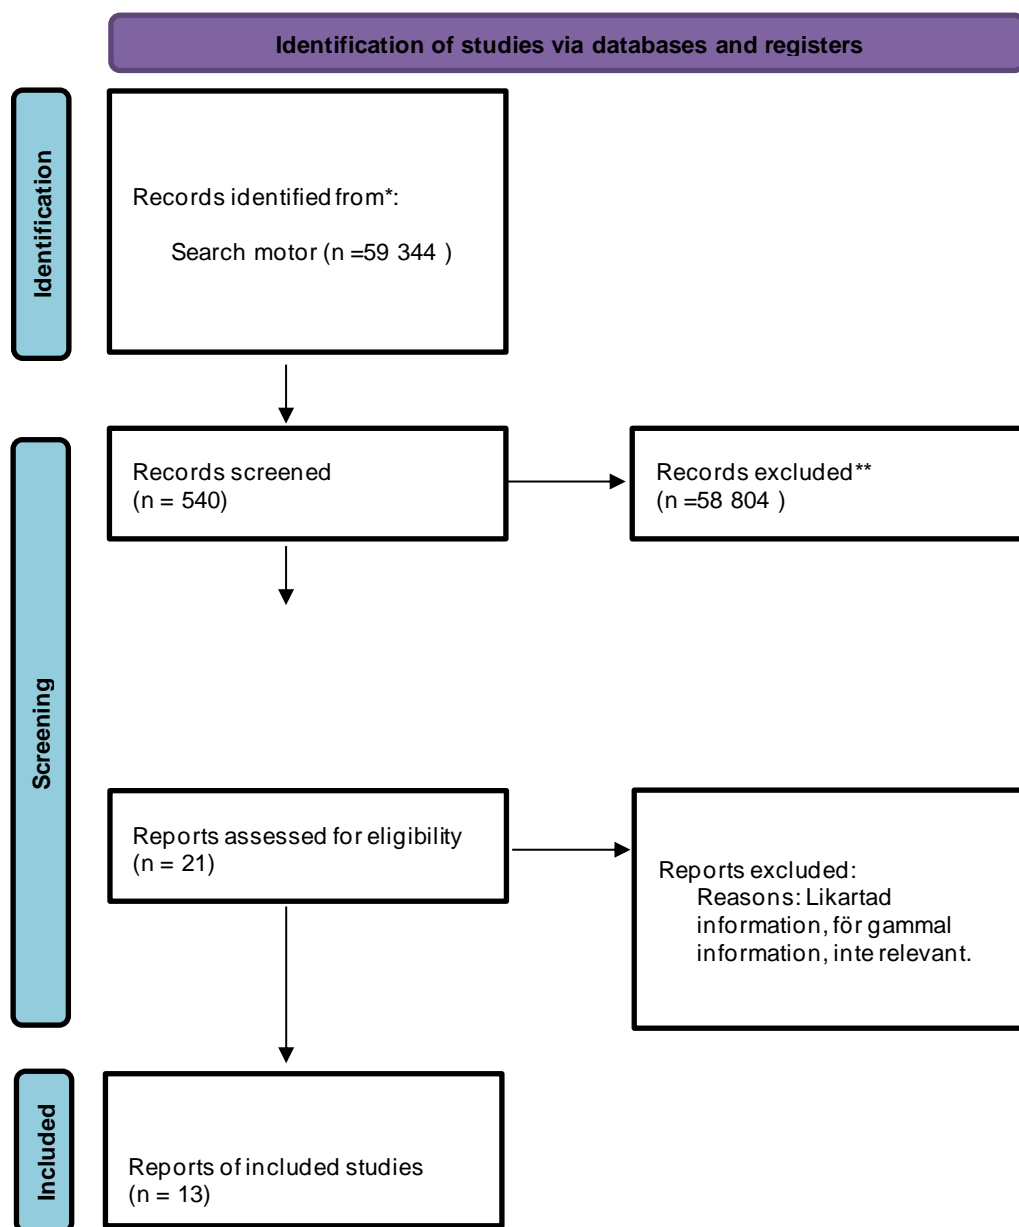 Identification of studies via databases and registers
Identification
Records identified from*:
Search motor (n =59 344 )
Records screened
(n = 540)
Records excluded**
(n =58 804 )
Screening
Reports assessed for eligibility
(n = 21)
Reports excluded:
Reasons: Likartad
information, för gammal
information, inte relevant.
Included
Reports of included studies
(n = 13)